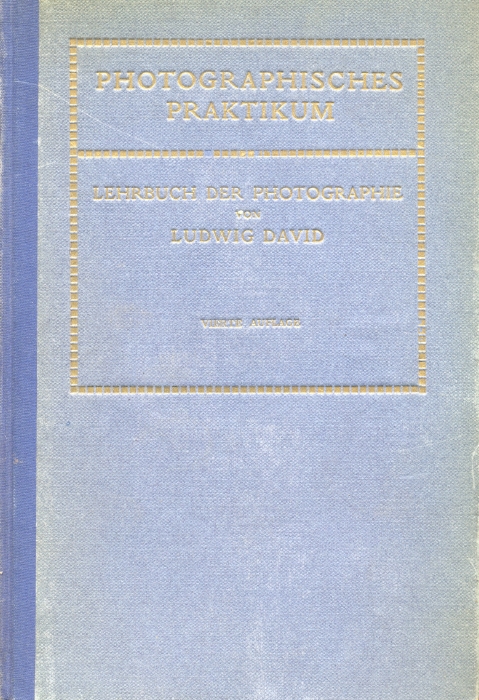 PHOTOGRAPHISCHES
PRAKTIKUM
LEHRBUCH DER PHOTOGRAPHIE
VON
LUDWIG DAVID
VIERTE AUFLAGE